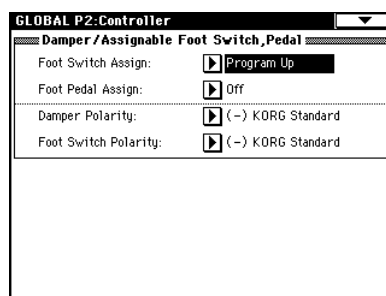 GLOBAL P2:Controller
Damper/Assignable Foot Switch,Pedal
Foot Switch Assign: Program Up
Foot Pedal Assign: Off
Damper Polarity: (-) KORG Standard
Foot Switch Polarity: (-) KORG Standard